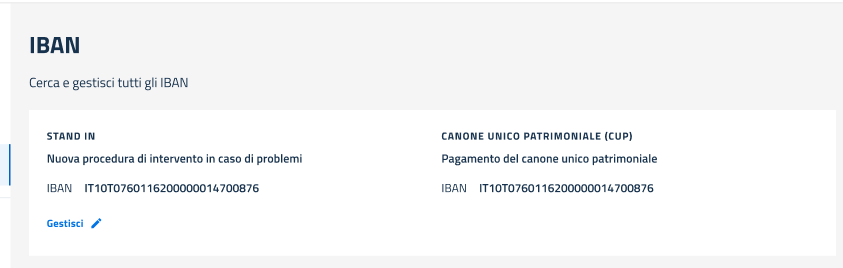 IBAN
Cerca e gestisci tutti gli IBAN
STAND IN
Nuova procedura di intervento in caso di problemi
IBAN IT10T0760116200000014700876
Gestisci
CANONE UNICO PATRIMONIALE (CUP)
Pagamento del canone unico patrimoniale
IBAN IT10T0760116200000014700876